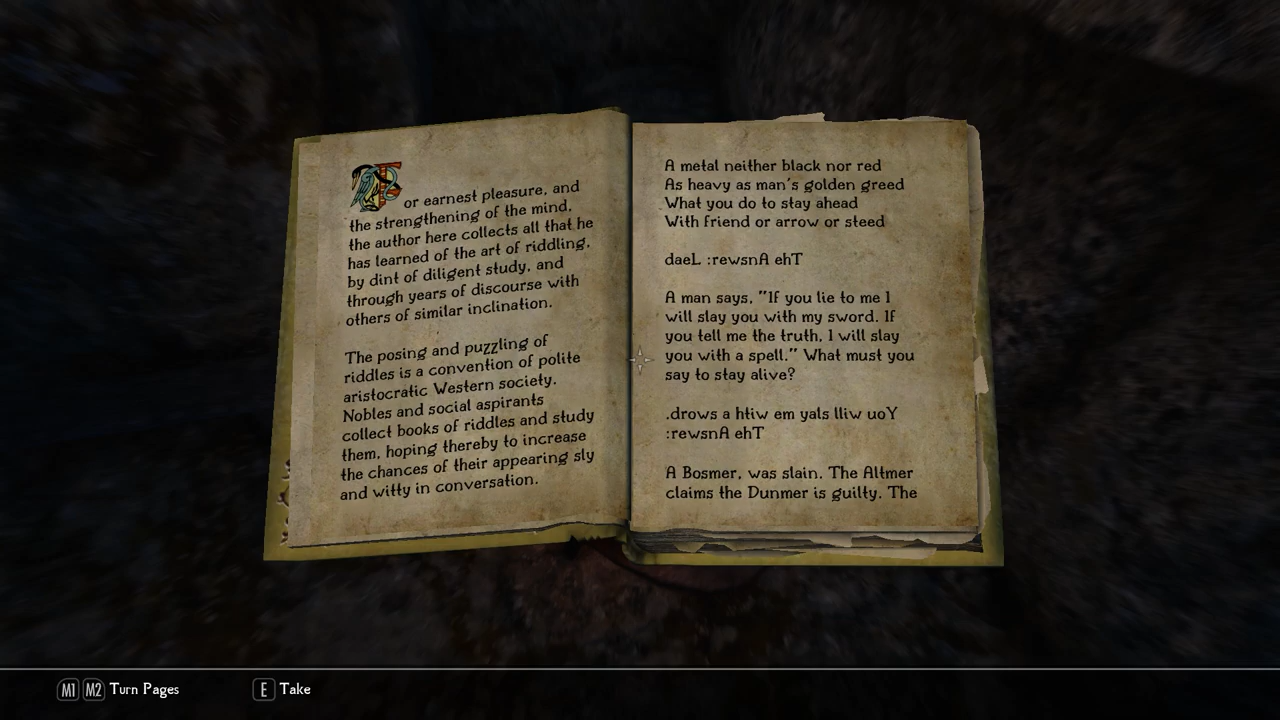 For earnest pleasure, and
the strengthening of the mind,
the author here collects all that he
has learned of the art of riddling,
by dint of diligent study, and
through years of discourse with
others of similar inclination.
The posing and puzzling of
riddles is a convention of polite
aristocratic Western society.
Nobles and social aspirants
collect books of riddles and study
them, hoping thereby to increase
the chances of their appearing sly
and witty in conversation.
A metal neither black nor red
As heavy as man's golden greed
What you do to stay ahead
With friend or arrow or steed
daeL :rewsnA ehT
A man says, "If you lie to me I
will slay you with my sword. If
you tell me the truth, I will slay
you with a spell." What must you
say to stay alive?
.drows a htiw em yals lliw uoY
:rewsnA ehT
A Bosmer, was slain. The Altmer
claims the Dunmer is guilty. The
M1 M2 Turn Pages
E Take